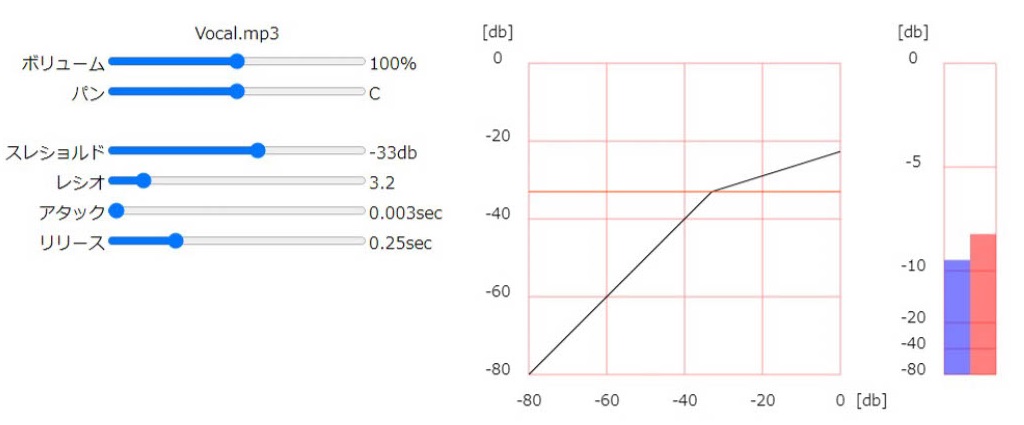 Vocal.mp3
ボリューム 100%
パン C
スレショルド -33db
レシオ 3.2
アタック 0.003sec
リリース 0.25sec
[db]
0
-20
-40
-60
-80
-80 -60 -40 -20 0 [db]
[db]
0
-5
-10
-20
-40
-80